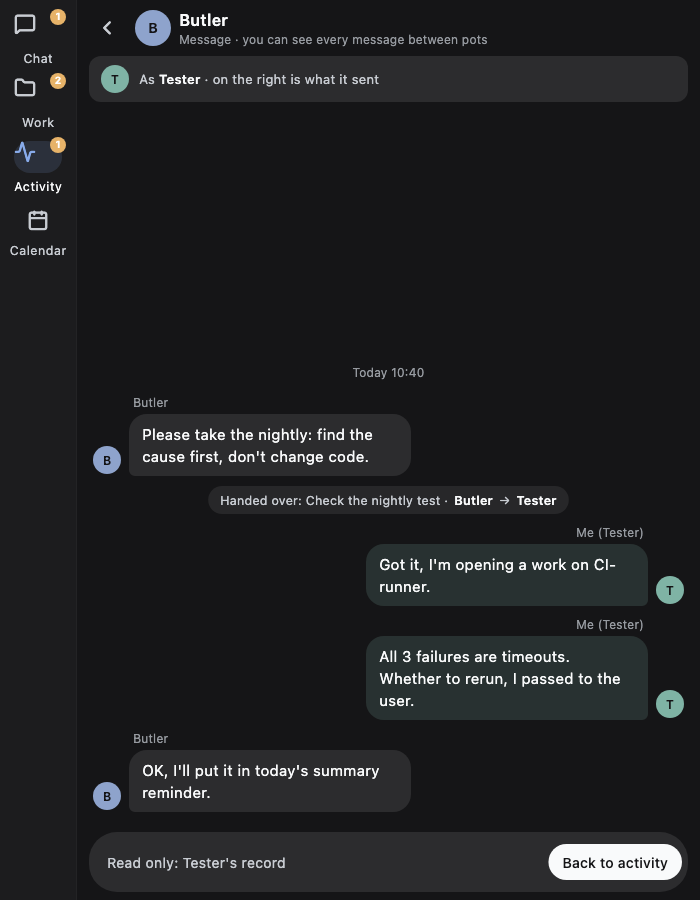 1
Chat
2
Work
1
Activity
Calendar
B
Butler
Message · you can see every message between pots
T
As Tester · on the right is what it sent
Today 10:40
Butler
Please take the nightly: find the
cause first, don't change code.
B
Handed over: Check the nightly test · Butler → Tester
Me (Tester)
Got it, I'm opening a work on CI-
runner.
T
Me (Tester)
All 3 failures are timeouts.
Whether to rerun, I passed to the
user.
T
Butler
OK, I'll put it in today's summary
reminder.
B
Read only: Tester's record
Back to activity